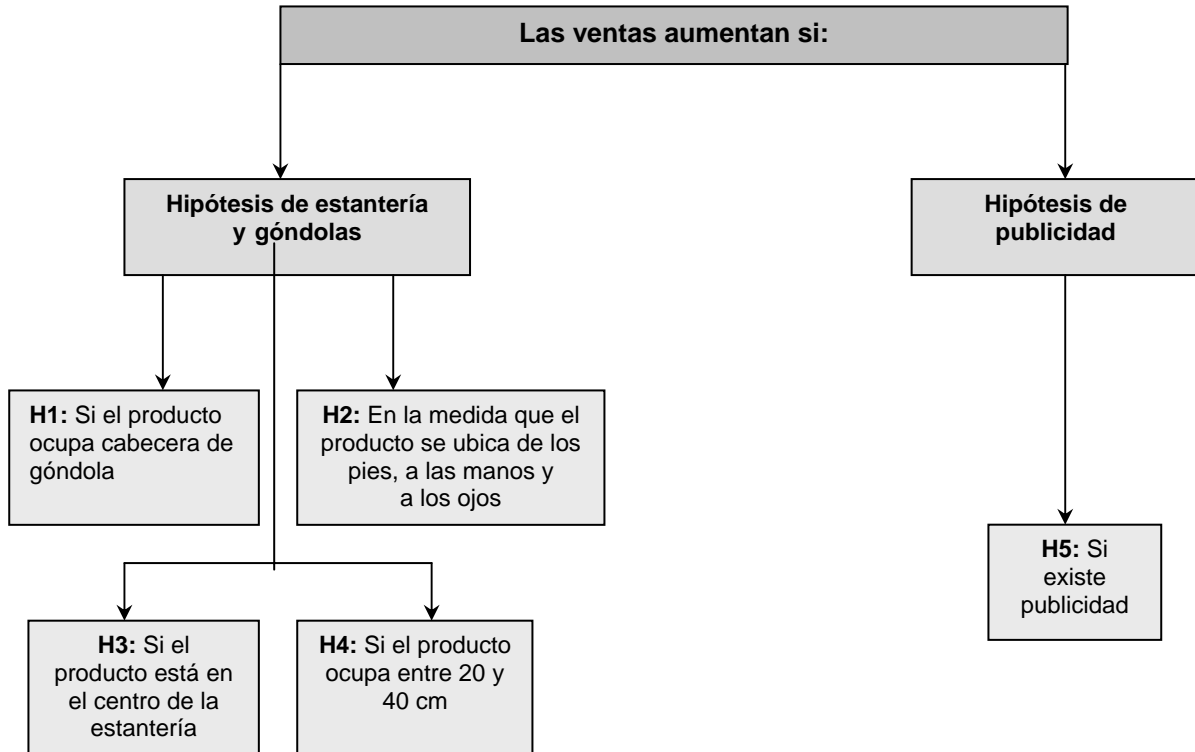 Las ventas aumentan si:
Hipótesis de estantería
y góndolas
Hipótesis de
publicidad
H1: Si el producto
ocupa cabecera de
góndola
H2: En la medida que el
producto se ubica de los
pies, a las manos y
a los ojos
H5: Si
existe
publicidad
H3: Si el
producto está en
el centro de la
estantería
H4: Si el producto
ocupa entre 20 y
40 cm